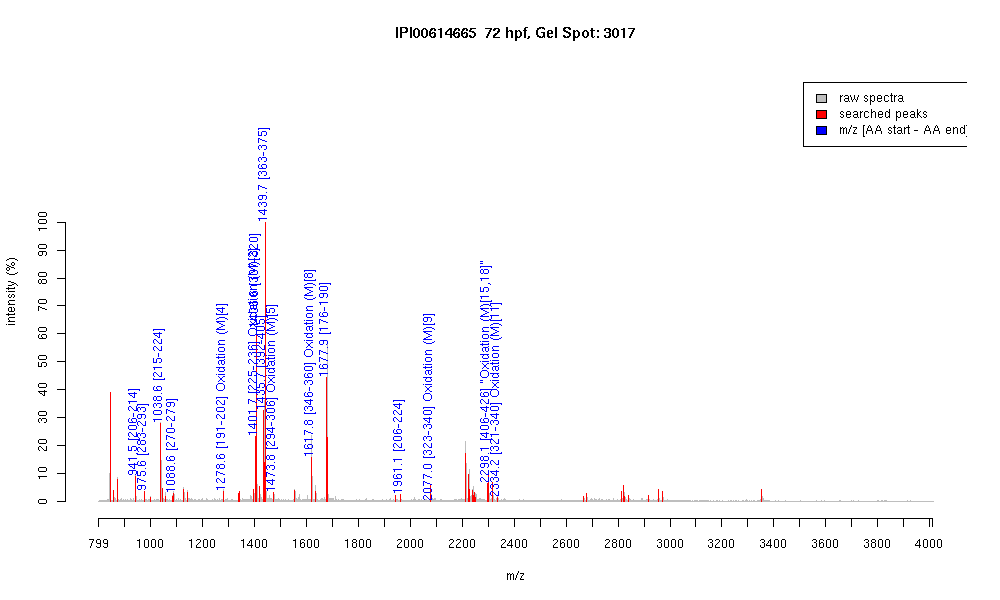 IPI00614665 72 hpf, Gel Spot: 3017
raw spectra
searched peaks
m/z [AA start - AA end]
intensity (%)
100
90
80
70
60
50
40
30
20
10
0
941.5 [206-214]
975.6 [283-293]
1038.6 [215-224]
1088.6 [270-279]
1278.6 [191-202] Oxidation (M)[4]
1401.7 [225-236] Oxidation (M)
1435.7 [392-405]
1439.7 [363-375]
1473.8 [294-306] Oxidation (M)[5]
1617.8 [346-360] Oxidation (M)[8]
1677.9 [176-190]
1961.1 [206-224]
2077.0 [323-340] Oxidation (M)[9]
2298.1 [406-426] "Oxidation (M)[15,18]"
2334.2 [321-340] Oxidation (M)[11]
799 1000 1200 1400 1600 1800 2000 2200 2400 2600 2800 3000 3200 3400 3600 3800 4000
m/z